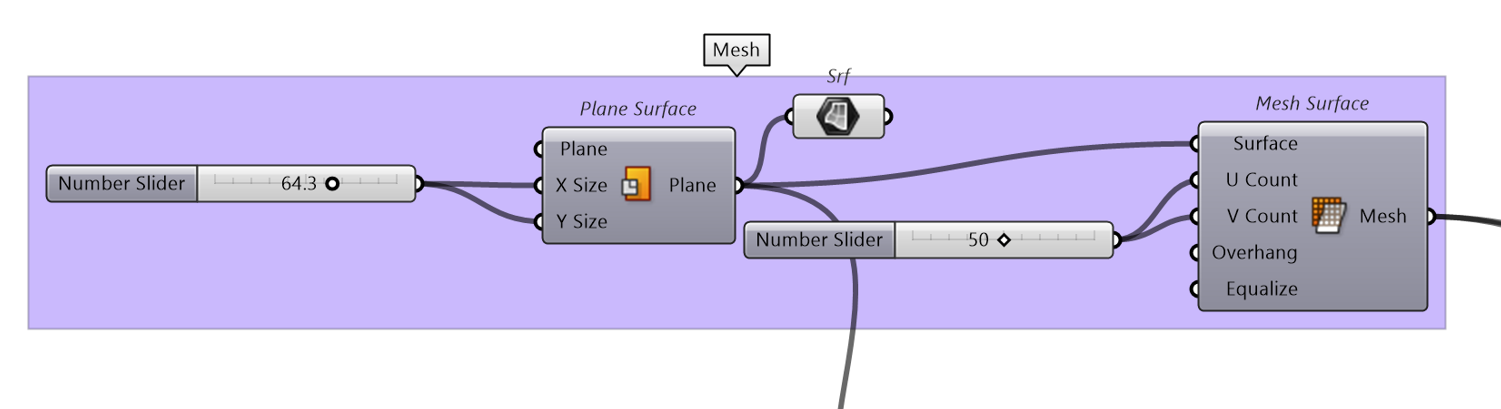 Mesh
Srf
Plane Surface
Mesh Surface
Plane
X Size
Y Size
Plane
Number Slider
64.3
Number Slider
50
Surface
U Count
V Count
Overhang
Equalize
Mesh